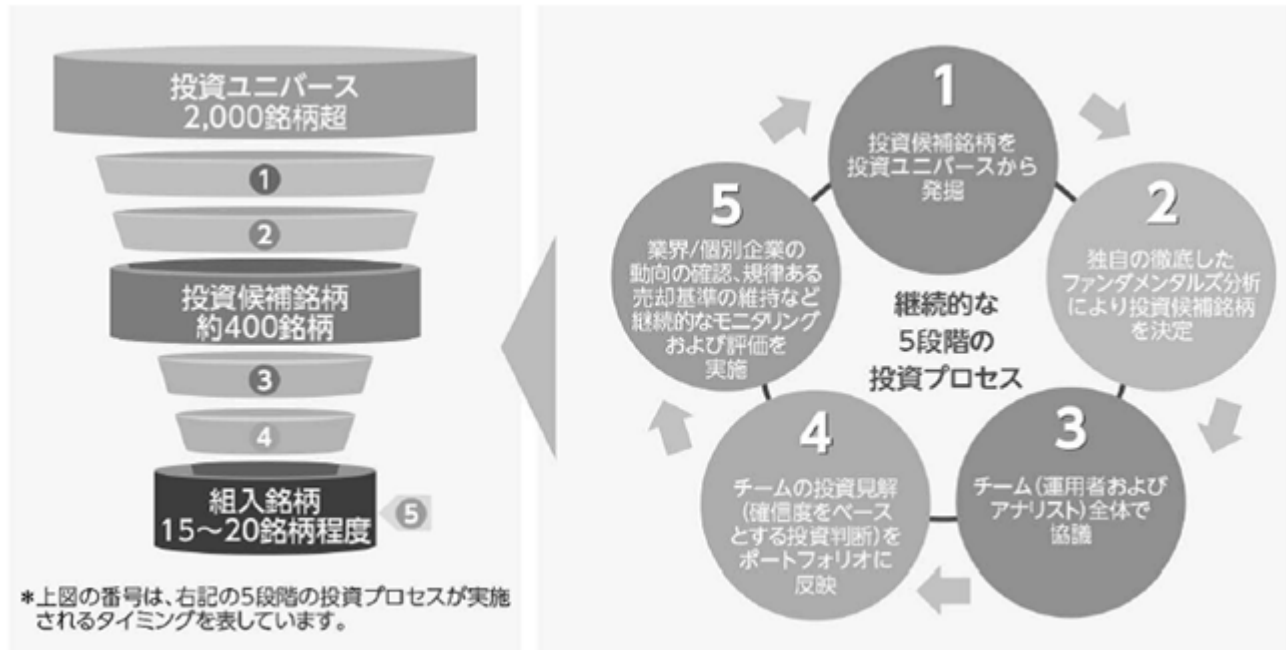 投資ユニバース
2,000銘柄超
1
2
投資候補銘柄
約400銘柄
3
4
組入銘柄
15～20銘柄程度
5
*上図の番号は、右記の5段階の投資プロセスが実施
されるタイミングを表しています。
1
投資候補銘柄を
投資ユニバースから
発掘
2
独自の徹底した
ファンダメンタルズ分析
により投資候補銘柄
を決定
3
チーム(運用者および
アナリスト)全体で
協議
4
チームの投資見解
(確信度をベース
とする投資判断)を
ポートフォリオに
反映
5
業界/個別企業の
動向の確認、規律ある
売却基準の維持など
継続的なモニタリング
および評価を
実施
継続的な
5段階の
投資プロセス